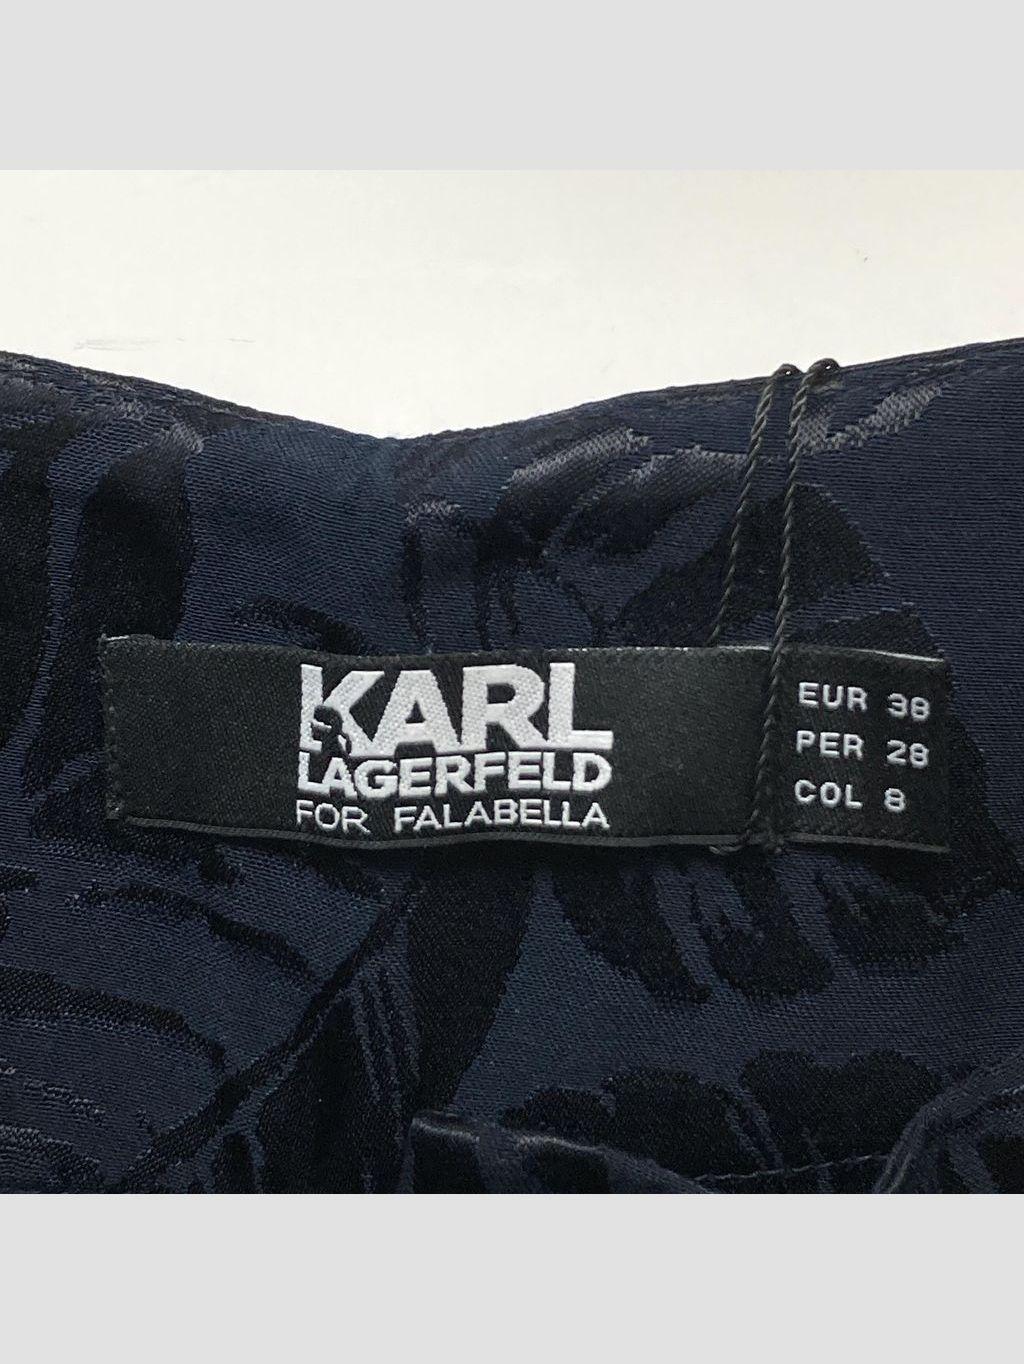 KARL
LAGERFELD
FOR FALABELLA
EUR 38
PER 28
COL 8